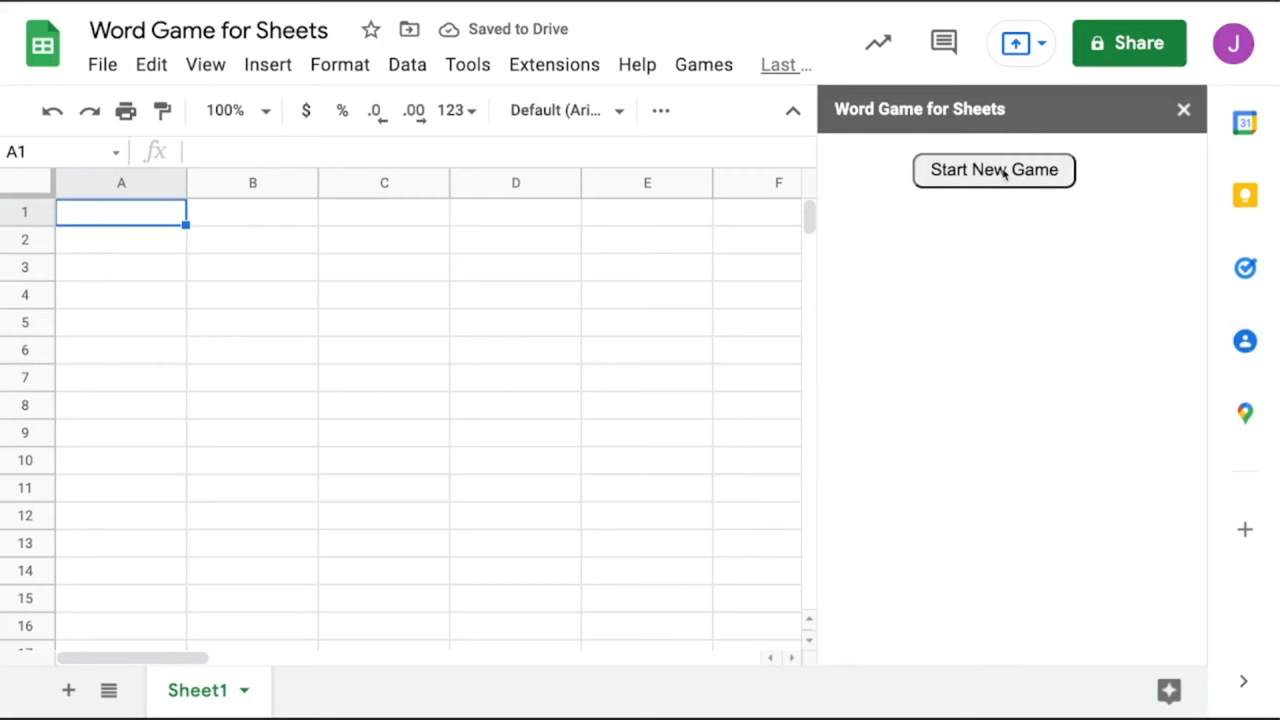 Word Game for Sheets
Saved to Drive
Share
J
File Edit View Insert Format Data Tools Extensions Help Games Last ...
100% $ % .0 .00 123 Default (Ari... ...
Word Game for Sheets
A1 fx
Start New Game
31
A B C D E F
1
2
3
4
5
6
7
8
9
10
11
12
13
14
15
16
Sheet1